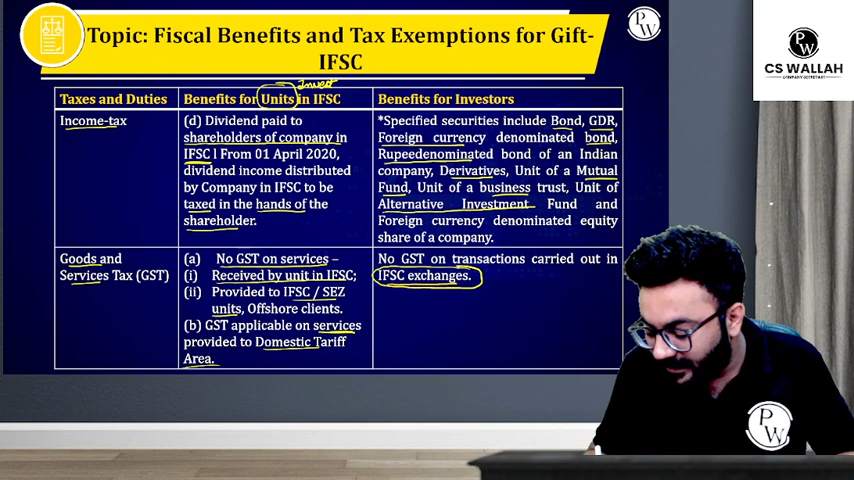 Topic: Fiscal Benefits and Tax Exemptions for Gift-
IFSC
PW
PW
CS WALLAH
COMPANY SECRETARY
Invest
Taxes and Duties
Benefits for Units in IFSC
Benefits for Investors
Income-tax
(d) Dividend paid to
shareholders of company in
IFSC l From 01 April 2020,
dividend income distributed
by Company in IFSC to be
taxed in the hands of the
shareholder.
*Specified securities include Bond, GDR,
Foreign currency denominated bond,
Rupeedenominated bond of an Indian
company, Derivatives, Unit of a Mutual
Fund, Unit of a business trust, Unit of
Alternative Investment Fund and
Foreign currency denominated equity
share of a company.
Goods and
Services Tax (GST)
(a) No GST on services –
(i) Received by unit in IFSC;
(ii) Provided to IFSC / SEZ
units, Offshore clients.
(b) GST applicable on services
provided to Domestic Tariff
Area.
No GST on transactions carried out in
IFSC exchanges.
PW